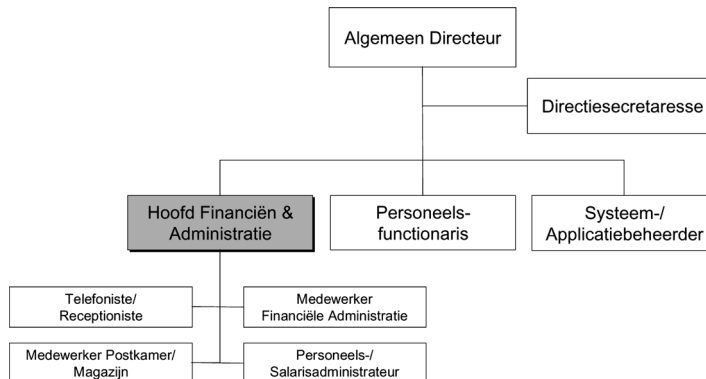 Algemeen Directeur
Directiesecretaresse
Hoofd Financiën &
Administratie
Personeels-
functionaris
Systeem-/
Applicatiebeheerder
Telefoniste/
Receptioniste
Medewerker
Financiële Administratie
Medewerker Postkamer/
Magazijn
Personeels-/
Salarisadministrateur